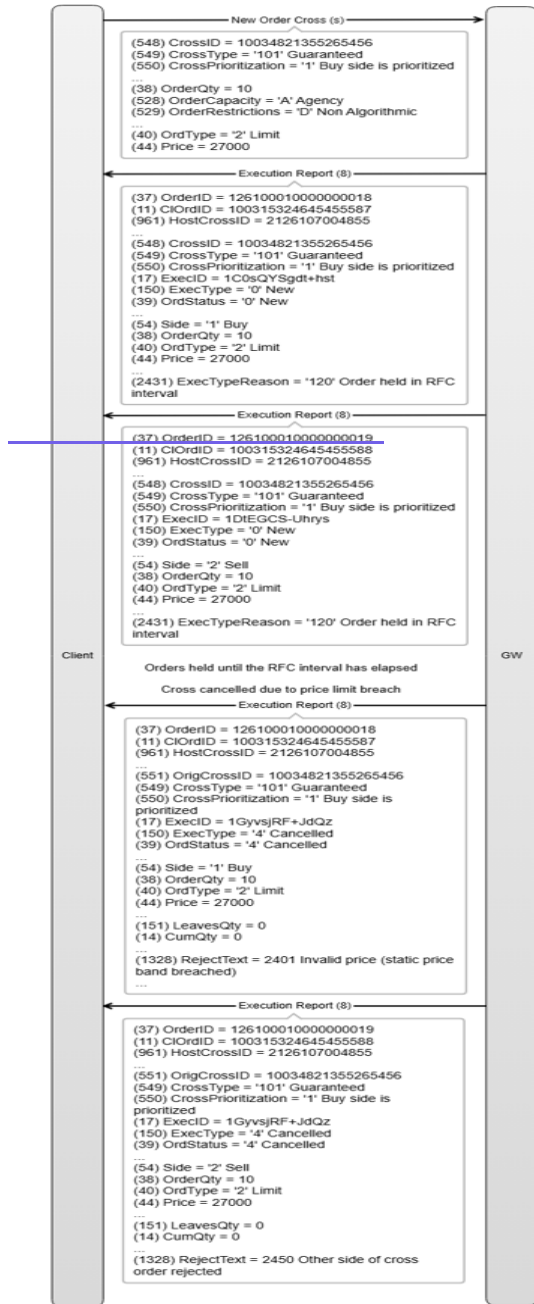 New Order Cross (s)
(548) CrossID = 10034821355265456
(549) CrossType = '101' Guaranteed
(550) CrossPrioritization = '1' Buy side is prioritized
...
(38) OrderQty = 10
(528) OrderCapacity = 'A' Agency
(529) OrderRestrictions = 'D' Non Algorithmic
...
(40) OrdType = '2' Limit
(44) Price = 27000
Execution Report (8)
(37) OrderID = 126100010000000018
(11) ClOrdID = 100315324645455587
(961) HostCrossID = 2126107004855
...
(548) CrossID = 10034821355265456
(549) CrossType = '101' Guaranteed
(550) CrossPrioritization = '1' Buy side is prioritized
(17) ExecID = 1C0sQYSgdt+hst
(150) ExecType = '0' New
(39) OrdStatus = '0' New
...
(54) Side = '1' Buy
(38) OrderQty = 10
(40) OrdType = '2' Limit
(44) Price = 27000
...
(2431) ExecTypeReason = '120' Order held in RFC
interval
Execution Report (8)
(37) OrderID = 126100010000000019
(11) ClOrdID = 100315324645455588
(961) HostCrossID = 2126107004855
...
(548) CrossID = 10034821355265456
(549) CrossType = '101' Guaranteed
(550) CrossPrioritization = '1' Buy side is prioritized
(17) ExecID = 1DtEGCS-Uhrys
(150) ExecType = '0' New
(39) OrdStatus = '0' New
...
(54) Side = '2' Sell
(38) OrderQty = 10
(40) OrdType = '2' Limit
(44) Price = 27000
...
(2431) ExecTypeReason = '120' Order held in RFC
interval
Client
GW
Orders held until the RFC interval has elapsed
Cross cancelled due to price limit breach
Execution Report (8)
(37) OrderID = 126100010000000018
(11) ClOrdID = 100315324645455587
(961) HostCrossID = 2126107004855
...
(551) OrigCrossID = 10034821355265456
(549) CrossType = '101' Guaranteed
(550) CrossPrioritization = '1' Buy side is
prioritized
(17) ExecID = 1GyvsjRF+JdQz
(150) ExecType = '4' Cancelled
(39) OrdStatus = '4' Cancelled
...
(54) Side = '1' Buy
(38) OrderQty = 10
(40) OrdType = '2' Limit
(44) Price = 27000
...
(151) LeavesQty = 0
(14) CumQty = 0
...
(1328) RejectText = 2401 Invalid price (static price
band breached)
...
Execution Report (8)
(37) OrderID = 126100010000000019
(11) ClOrdID = 100315324645455588
(961) HostCrossID = 2126107004855
...
(551) OrigCrossID = 10034821355265456
(549) CrossType = '101' Guaranteed
(550) CrossPrioritization = '1' Buy side is
prioritized
(17) ExecID = 1GyvsjRF+JdQz
(150) ExecType = '4' Cancelled
(39) OrdStatus = '4' Cancelled
...
(54) Side = '2' Sell
(38) OrderQty = 10
(40) OrdType = '2' Limit
(44) Price = 27000
...
(151) LeavesQty = 0
(14) CumQty = 0
...
(1328) RejectText = 2450 Other side of cross
order rejected